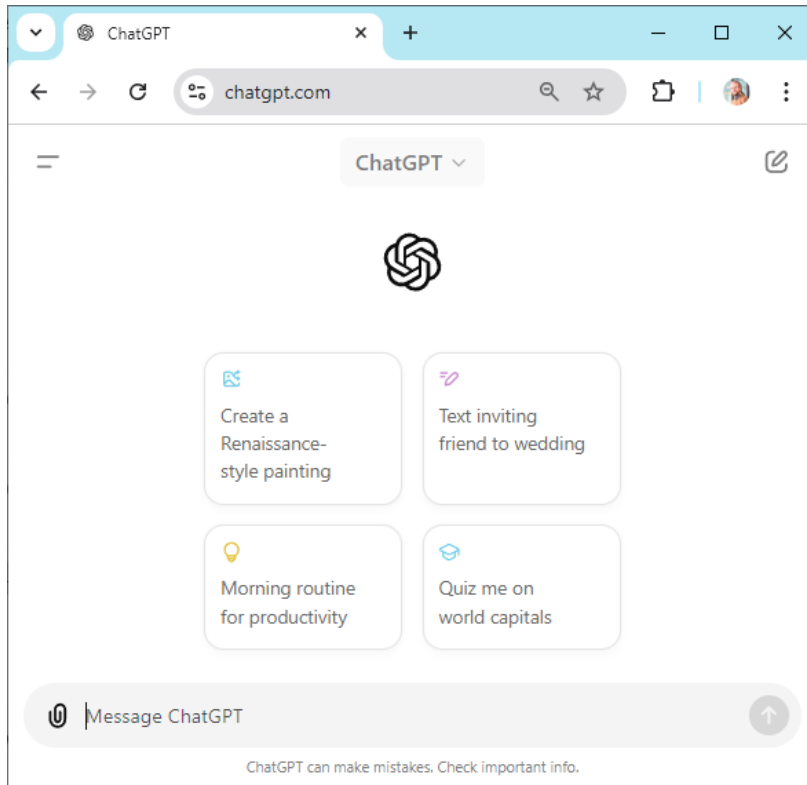 ChatGPT
chatgpt.com
ChatGPT
Create a
Renaissance-
style painting
Text inviting
friend to wedding
Morning routine
for productivity
Quiz me on
world capitals
Message ChatGPT
ChatGPT can make mistakes. Check important info.